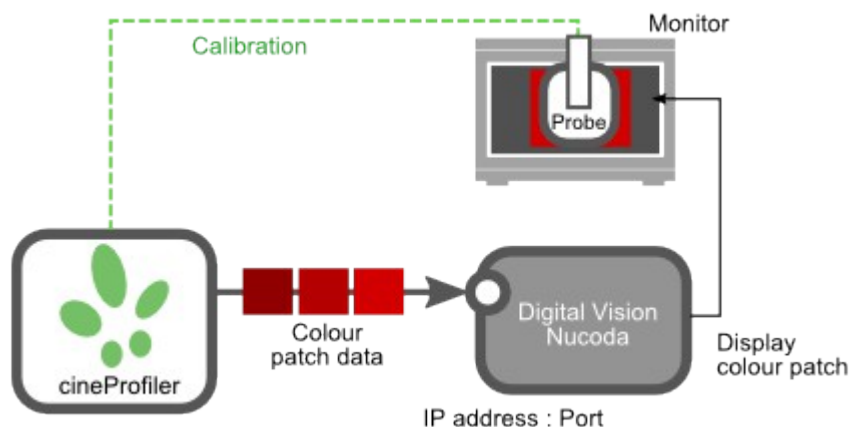 Monitor
Calibration
Probe
cineProfiler
Colour
patch data
Digital Vision
Nucoda
Display
colour patch
IP address : Port